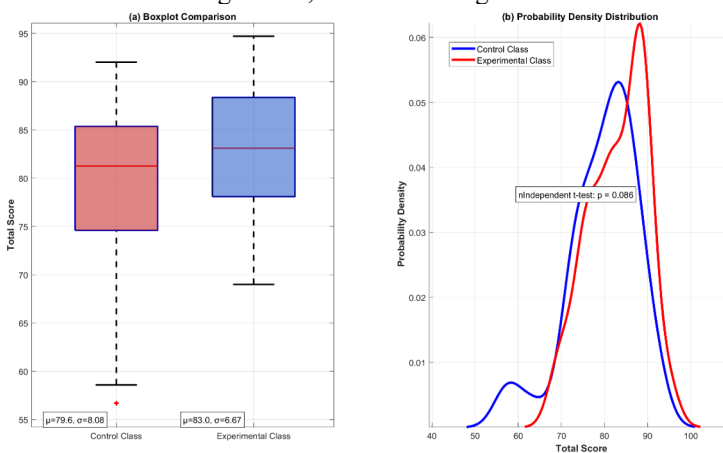 (a) Boxplot Comparison
95
90
85
80
75
70
65
60
55
Total Score
μ=79.6, σ=8.08
μ=83.0, σ=6.67
Control Class
Experimental Class
(b) Probability Density Distribution
0.06
0.05
0.04
0.03
0.02
0.01
Probability Density
Control Class
Experimental Class
nIndependent t-test: p = 0.086
40
50
60
70
80
90
100
Total Score